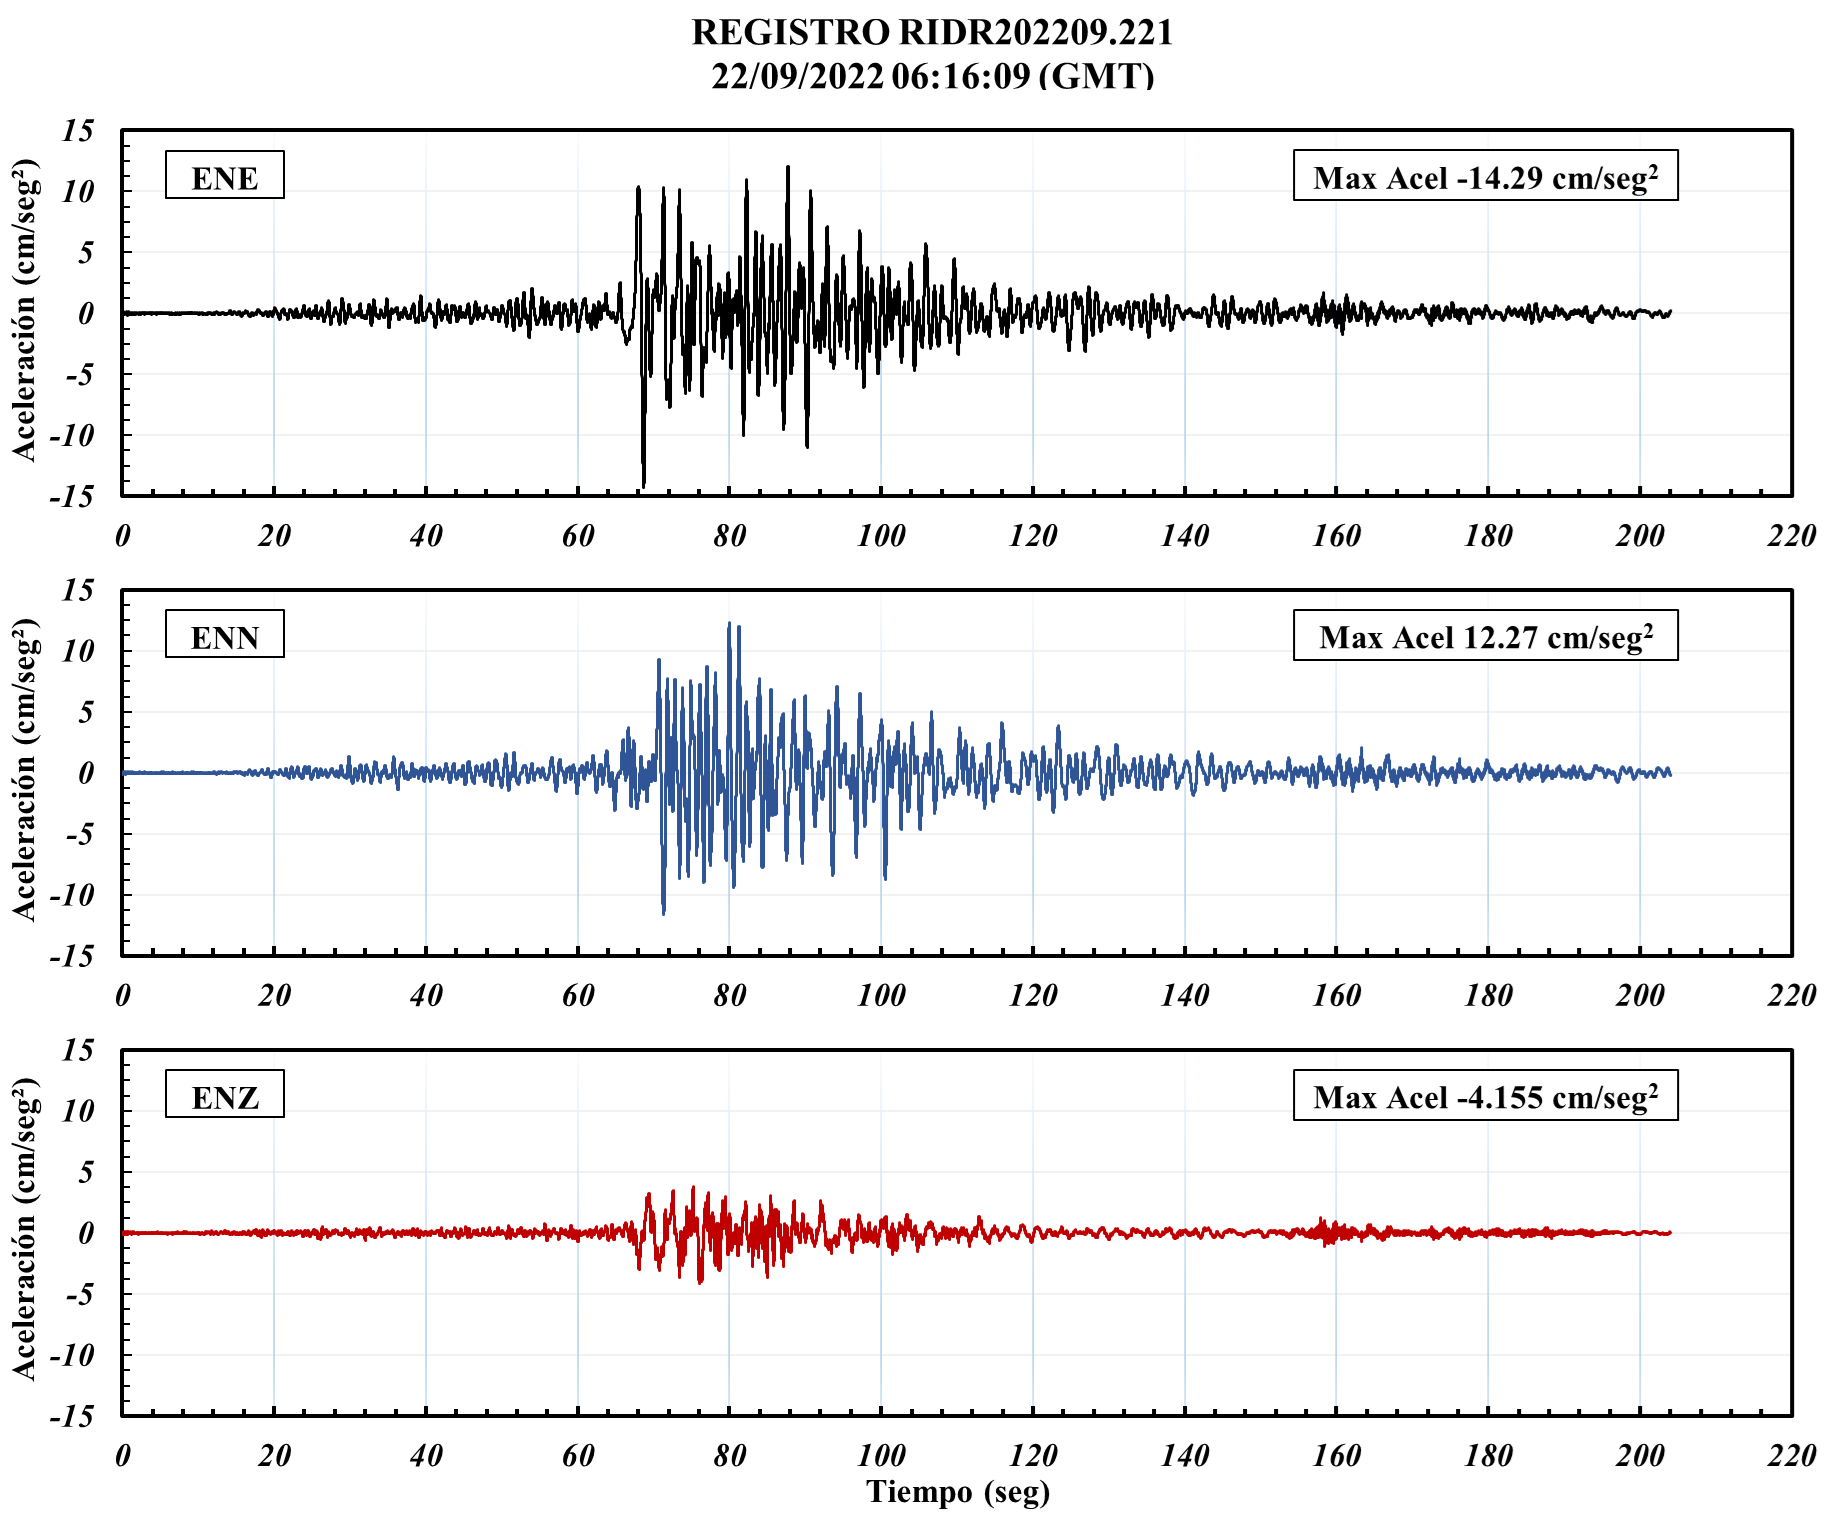 REGISTRO RIDR202209.221
22/09/2022 06:16:09 (GMT)
Aceleración (cm/seg²)
15
10
5
0
-5
-10
-15
ENE
Max Acel -14.29 cm/seg²
0 20 40 60 80 100 120 140 160 180 200 220
Aceleración (cm/seg²)
15
10
5
0
-5
-10
-15
ENN
Max Acel 12.27 cm/seg²
0 20 40 60 80 100 120 140 160 180 200 220
Aceleración (cm/seg²)
15
10
5
0
-5
-10
-15
ENZ
Max Acel -4.155 cm/seg²
0 20 40 60 80 100 120 140 160 180 200 220
Tiempo (seg)